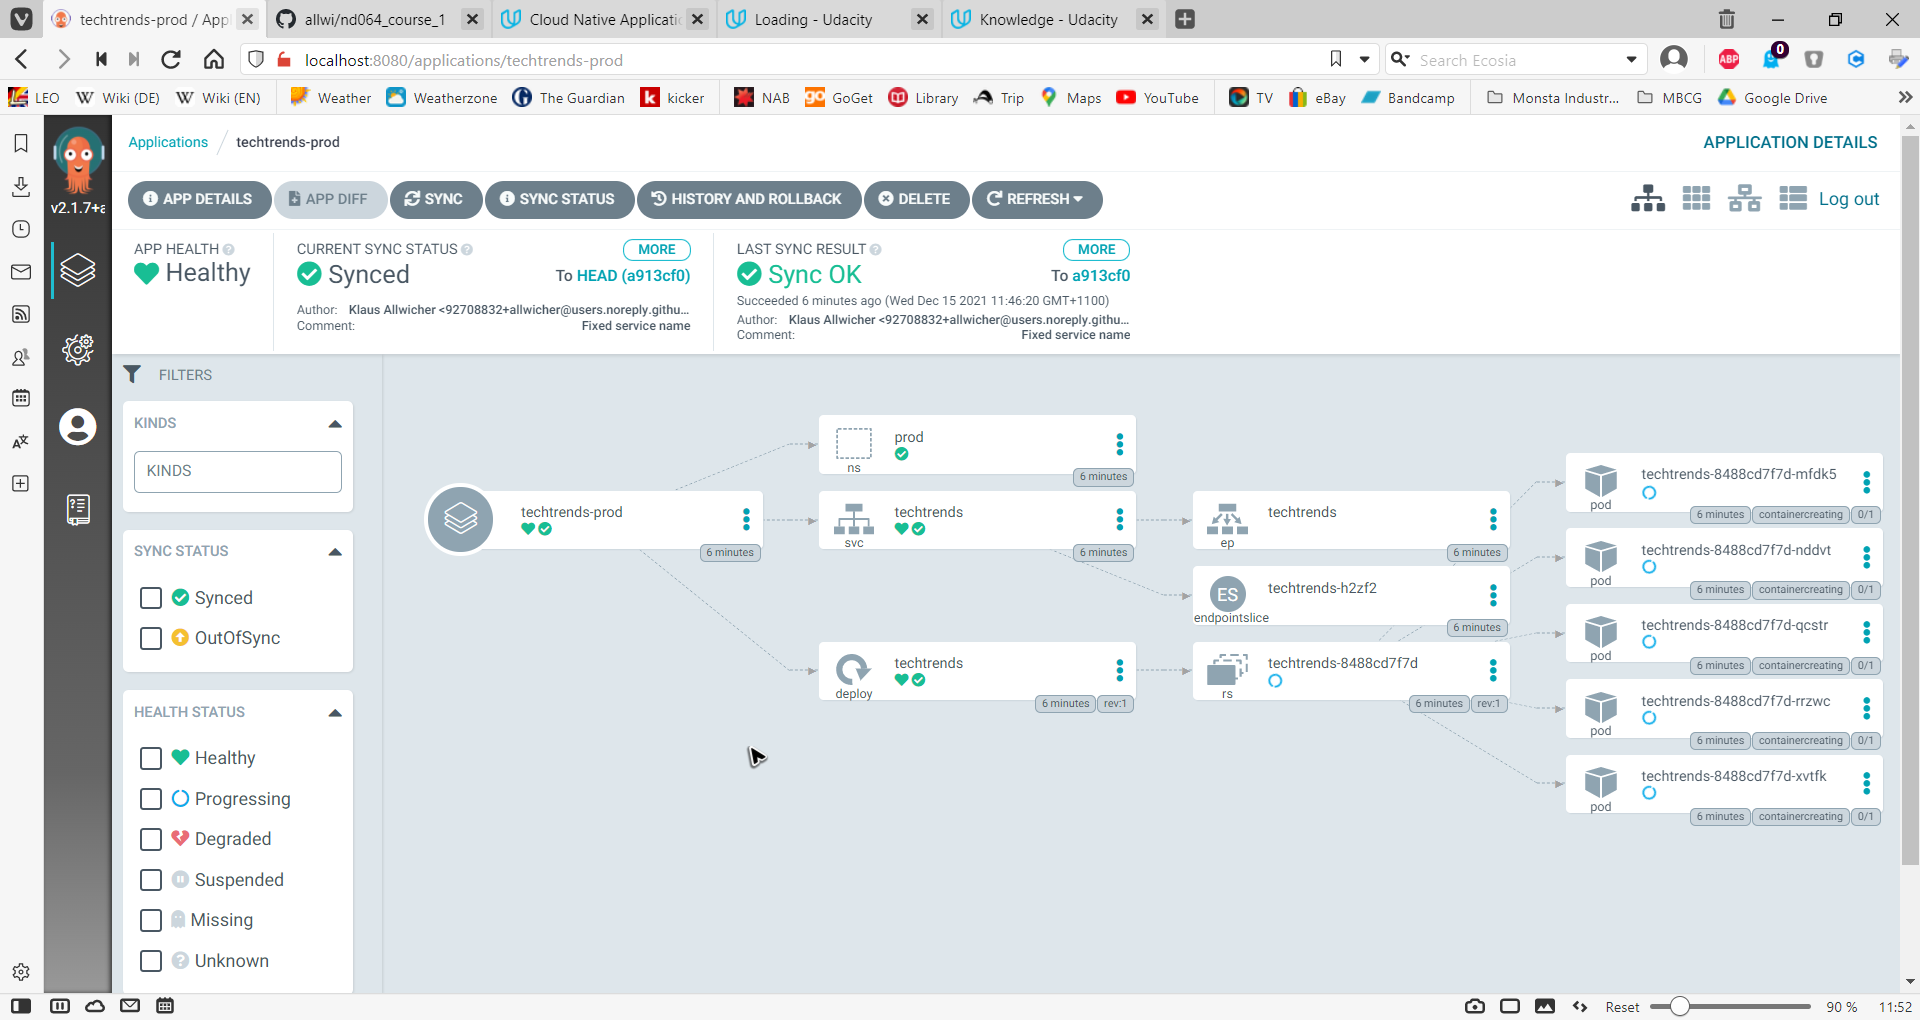 techtrends-prod / Appl
allwi/nd064_course_1
Cloud Native Applicatio
Loading - Udacity
Knowledge - Udacity
localhost:8080/applications/techtrends-prod
Search Ecosia
ABP
0
LEO
Wiki (DE)
Wiki (EN)
Weather
Weatherzone
The Guardian
kicker
NAB
GoGet
Library
Trip
Maps
YouTube
TV
eBay
Bandcamp
Monsta Industr...
MBCG
Google Drive
Applications / techtrends-prod
APPLICATION DETAILS
v2.1.7+a
APP DETAILS
APP DIFF
SYNC
SYNC STATUS
HISTORY AND ROLLBACK
DELETE
REFRESH
Log out
APP HEALTH
Healthy
CURRENT SYNC STATUS
MORE
Synced
To HEAD (a913cf0)
Author: Klaus Allwicher <92708832+allwicher@users.noreply.githu...
Comment: Fixed service name
LAST SYNC RESULT
MORE
Sync OK
To a913cf0
Succeeded 6 minutes ago (Wed Dec 15 2021 11:46:20 GMT+1100)
Author: Klaus Allwicher <92708832+allwicher@users.noreply.githu...
Comment: Fixed service name
FILTERS
KINDS
KINDS
SYNC STATUS
Synced
OutOfSync
HEALTH STATUS
Healthy
Progressing
Degraded
Suspended
Missing
Unknown
techtrends-prod
6 minutes
prod
ns
6 minutes
techtrends
svc
6 minutes
techtrends
deploy
6 minutes
rev:1
techtrends
ep
6 minutes
ES
techtrends-h2zf2
endpointslice
6 minutes
techtrends-8488cd7f7d
rs
6 minutes
rev:1
techtrends-8488cd7f7d-mfdk5
pod
6 minutes
containercreating
0/1
techtrends-8488cd7f7d-nddvt
pod
6 minutes
containercreating
0/1
techtrends-8488cd7f7d-qcstr
pod
6 minutes
containercreating
0/1
techtrends-8488cd7f7d-rrzwc
pod
6 minutes
containercreating
0/1
techtrends-8488cd7f7d-xvtfk
pod
6 minutes
containercreating
0/1
Reset
90 %
11:52